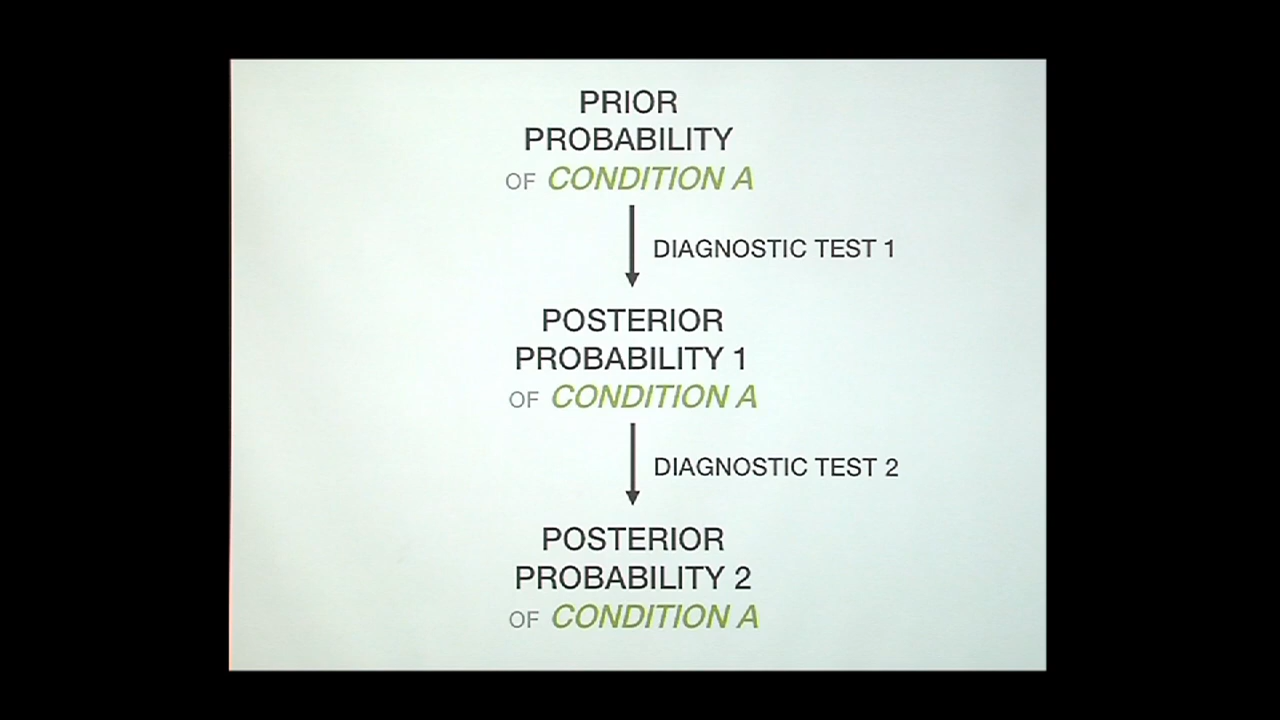 PRIOR
PROBABILITY
OF CONDITION A
DIAGNOSTIC TEST 1
POSTERIOR
PROBABILITY 1
OF CONDITION A
DIAGNOSTIC TEST 2
POSTERIOR
PROBABILITY 2
OF CONDITION A